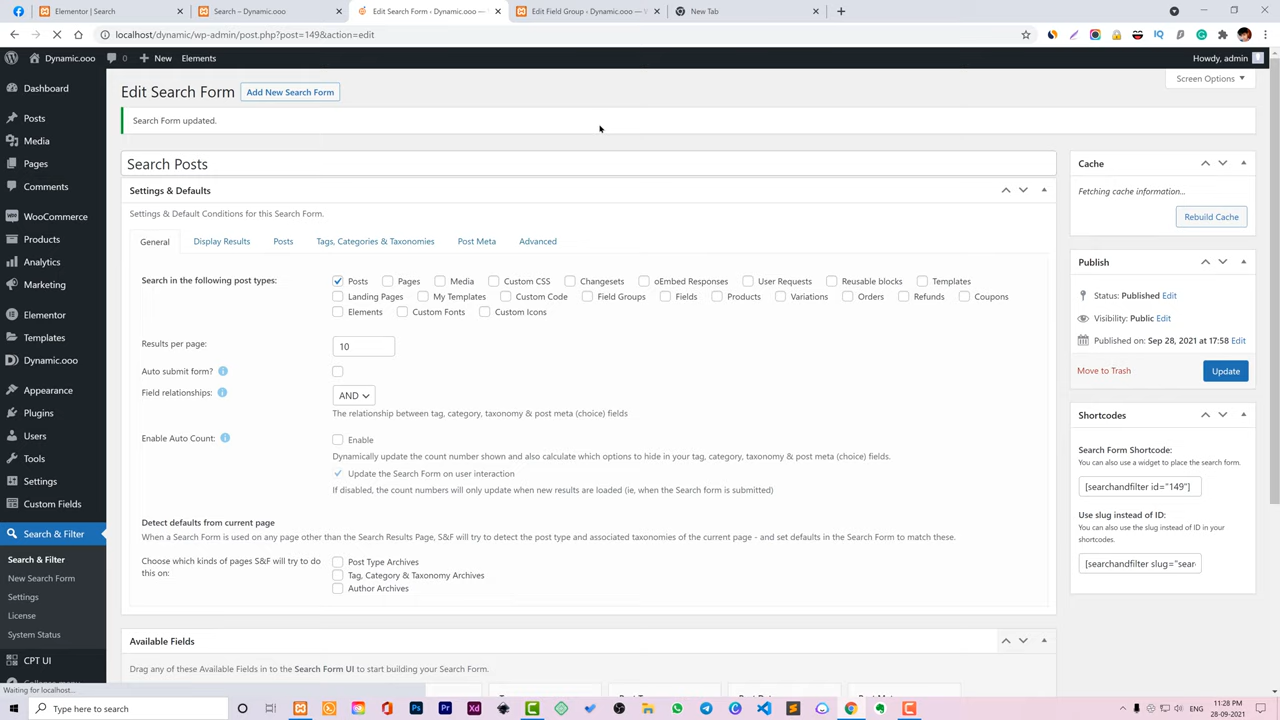 Elementor | Search
Search – Dynamic.ooo
Edit Search Form ‹ Dynamic.ooo —
Edit Field Group ‹ Dynamic.ooo — W
New Tab
localhost/dynamic/wp-admin/post.php?post=149&action=edit
Dynamic.ooo
0
New
Elements
Howdy, admin
Screen Options
Dashboard
Posts
Media
Pages
Comments
WooCommerce
Products
Analytics
Marketing
Elementor
Templates
Dynamic.ooo
Appearance
Plugins
Users
Tools
Settings
Custom Fields
Search & Filter
Search & Filter
New Search Form
Settings
License
System Status
CPT UI
Collapse menu
Waiting for localhost...
Edit Search Form
Add New Search Form
Search Form updated.
Search Posts
Settings & Defaults
Settings & Default Conditions for this Search Form.
General Display Results Posts Tags, Categories & Taxonomies Post Meta Advanced
Search in the following post types:
Posts Pages Media Custom CSS Changesets oEmbed Responses User Requests Reusable blocks Templates
Landing Pages My Templates Custom Code Field Groups Fields Products Variations Orders Refunds Coupons
Elements Custom Fonts Custom Icons
Results per page: 10
Auto submit form?
Field relationships: AND
The relationship between tag, category, taxonomy & post meta (choice) fields
Enable Auto Count: Enable
Dynamically update the count number shown and also calculate which options to hide in your tag, category, taxonomy & post meta (choice) fields.
Update the Search Form on user interaction
If disabled, the count numbers will only update when new results are loaded (ie, when the Search form is submitted)
Detect defaults from current page
When a Search Form is used on any page other than the Search Results Page, S&F will try to detect the post type and associated taxonomies of the current page - and set defaults in the Search Form to match these.
Choose which kinds of pages S&F will try to do
this on:
Post Type Archives
Tag, Category & Taxonomy Archives
Author Archives
Available Fields
Drag any of these Available Fields in to the Search Form UI to start building your Search Form.
Cache
Fetching cache information...
Rebuild Cache
Publish
Status: Published Edit
Visibility: Public Edit
Published on: Sep 28, 2021 at 17:58 Edit
Move to Trash
Update
Shortcodes
Search Form Shortcode:
You can also use a widget to place the search form.
[searchandfilter id="149"]
Use slug instead of ID:
You can also use the slug instead of ID in your
shortcodes.
[searchandfilter slug="sear
Type here to search
11:28 PM
28-09-2021